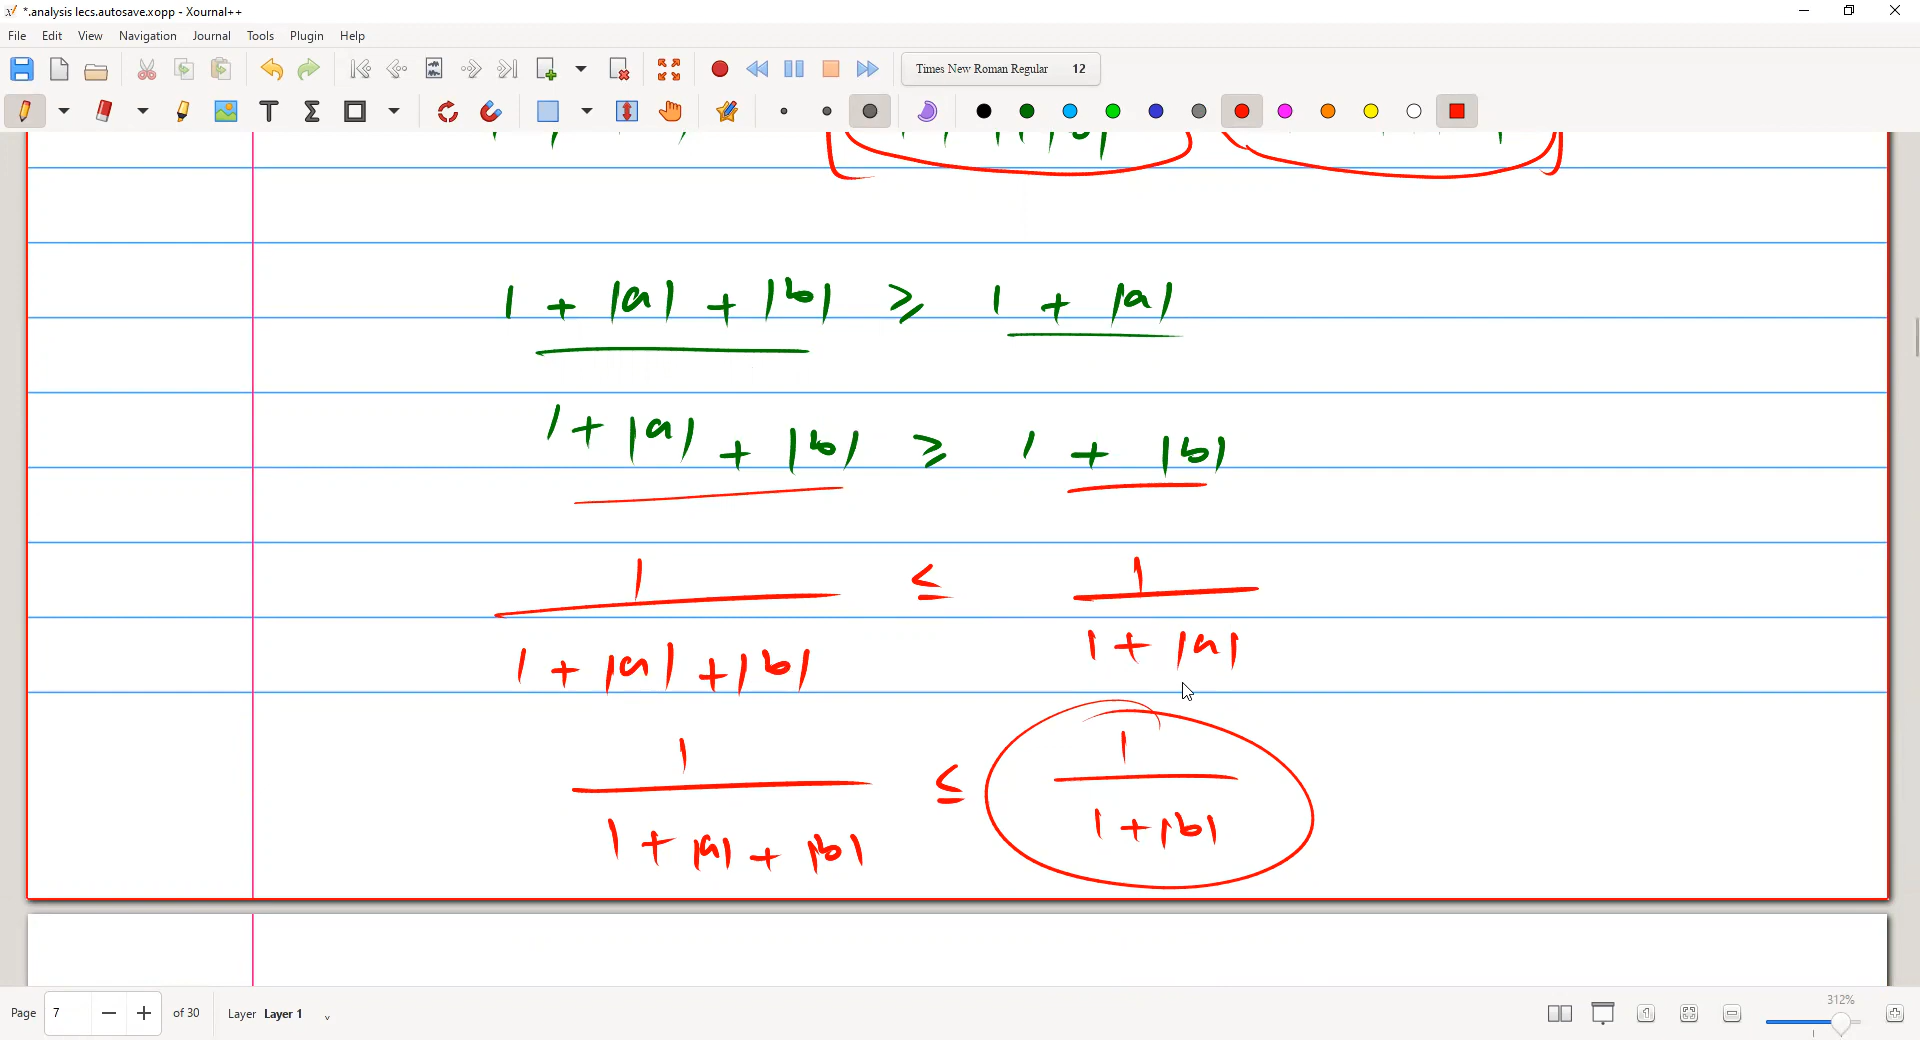 *.analysis lecs.autosave.xopp - Xournal++
File Edit View Navigation Journal Tools Plugin Help
Times New Roman Regular 12
1 + |a| + |b| ≥ 1 + |a|
1 + |a| + |b| ≥ 1 + |b|
1 ≤ 1
1 + |a| + |b| 1 + |a|
1 ≤ 1
1 + |a| + |b| 1 + |b|
Page 7 of 30 Layer Layer 1 312%